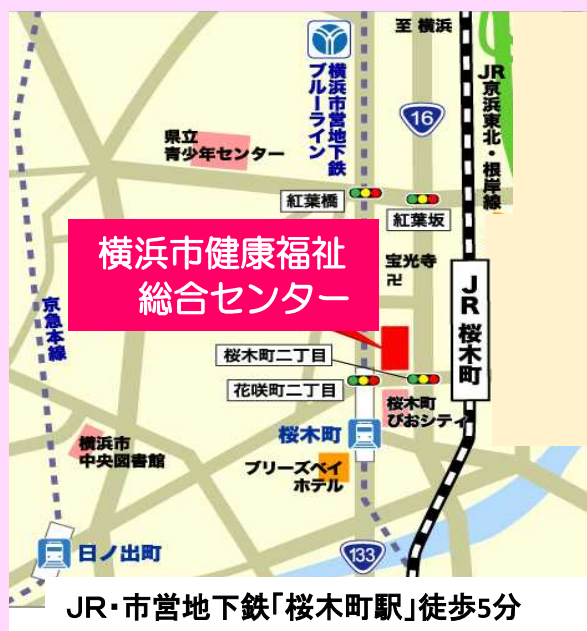 至 横浜
横浜市営地下鉄
ブルーライン
16
JR
京浜東北・根岸線
県立
青少年センター
紅葉橋
紅葉坂
横浜市健康福祉
総合センター
宝光寺
卍
JR 桜木町
京急本線
桜木町二丁目
花咲町二丁目
桜木町
ぴおシティ
桜木町
横浜市
中央図書館
ブリーズベイ
ホテル
日ノ出町
133
JR・市営地下鉄「桜木町駅」徒歩5分